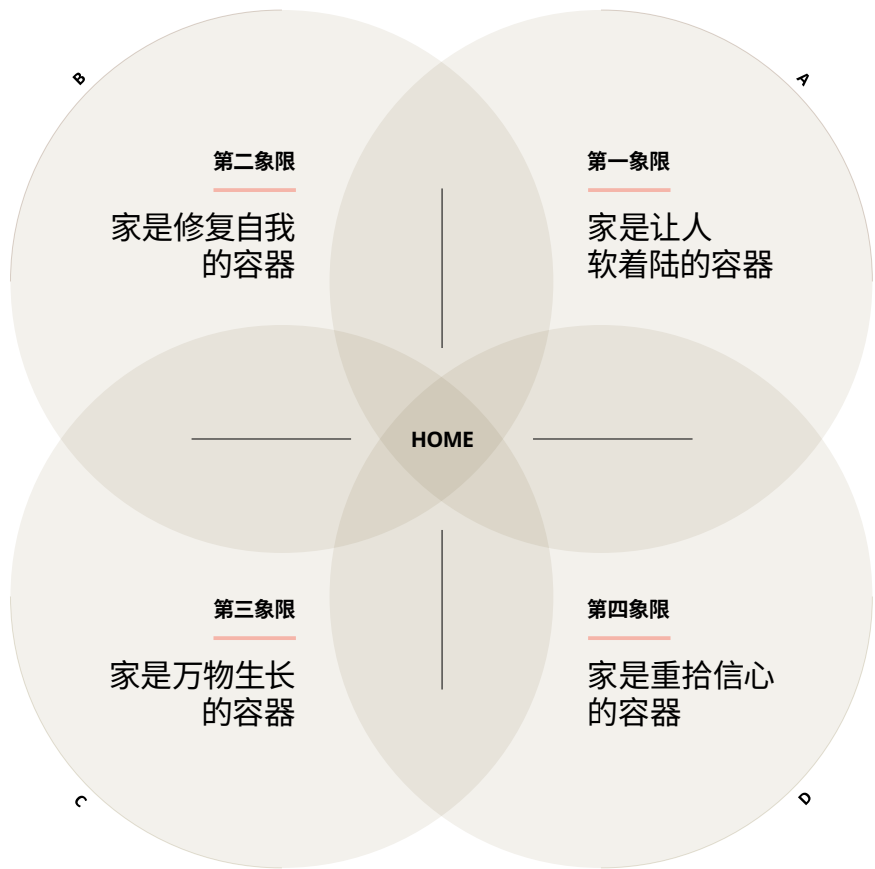 B
A
第二象限
家是修复自我
的容器
第一象限
家是让人
软着陆的容器
HOME
第三象限
家是万物生长
的容器
第四象限
家是重拾信心
的容器
C
D